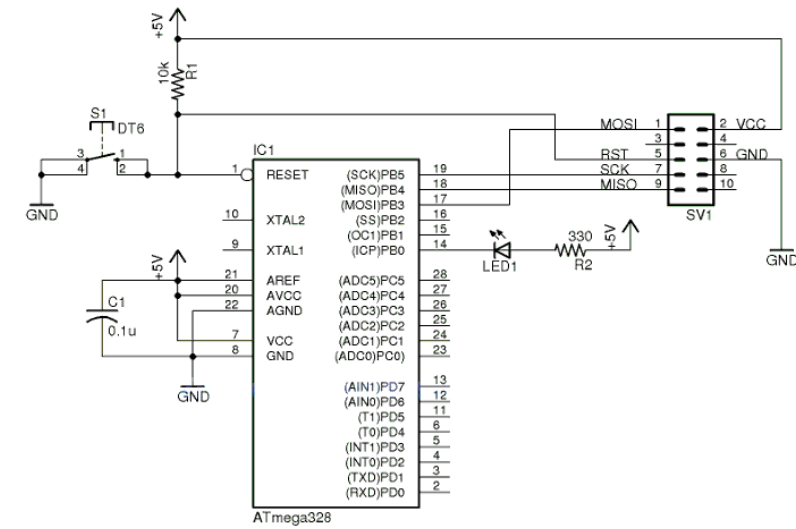 +5V
10k
R1
S1
DT6
3
1
4
2
GND
IC1
1
RESET
10
XTAL2
9
XTAL1
+5V
21
AREF
20
AVCC
22
AGND
C1
0.1u
7
VCC
8
GND
GND
(SCK)PB5
19
(MISO)PB4
18
(MOSI)PB3
17
(SS)PB2
16
(OC1)PB1
15
(ICP)PB0
14
(ADC5)PC5
28
(ADC4)PC4
27
(ADC3)PC3
26
(ADC2)PC2
25
(ADC1)PC1
24
(ADC0)PC0)
23
(AIN1)PD7
13
(AIN0)PD6
12
(T1)PD5
11
(T0)PD4
6
(INT1)PD3
5
(INT0)PD2
4
(TXD)PD1
3
(RXD)PD0
2
ATmega328
LED1
330
R2
+5V
MOSI
1
2
VCC
3
4
RST
5
6
GND
SCK
7
8
MISO
9
10
SV1
GND